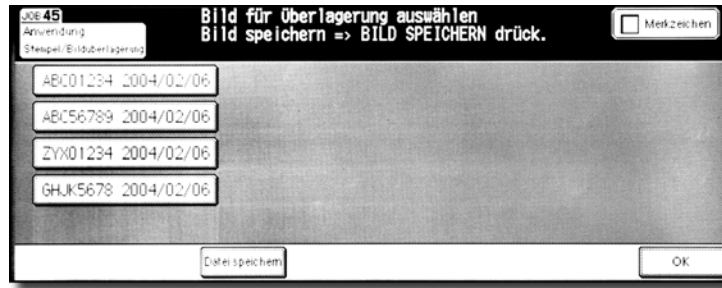 JOB 45
Anwendung
Stempel/Bildüberlagerung
Bild für Überlagerung auswählen
Bild speichern => BILD SPEICHERN drück.
Merkzeichen
ABC01234 2004/02/06
ABC56789 2004/02/06
ZYX01234 2004/02/06
GHJK5678 2004/02/06
Datei speichern
OK